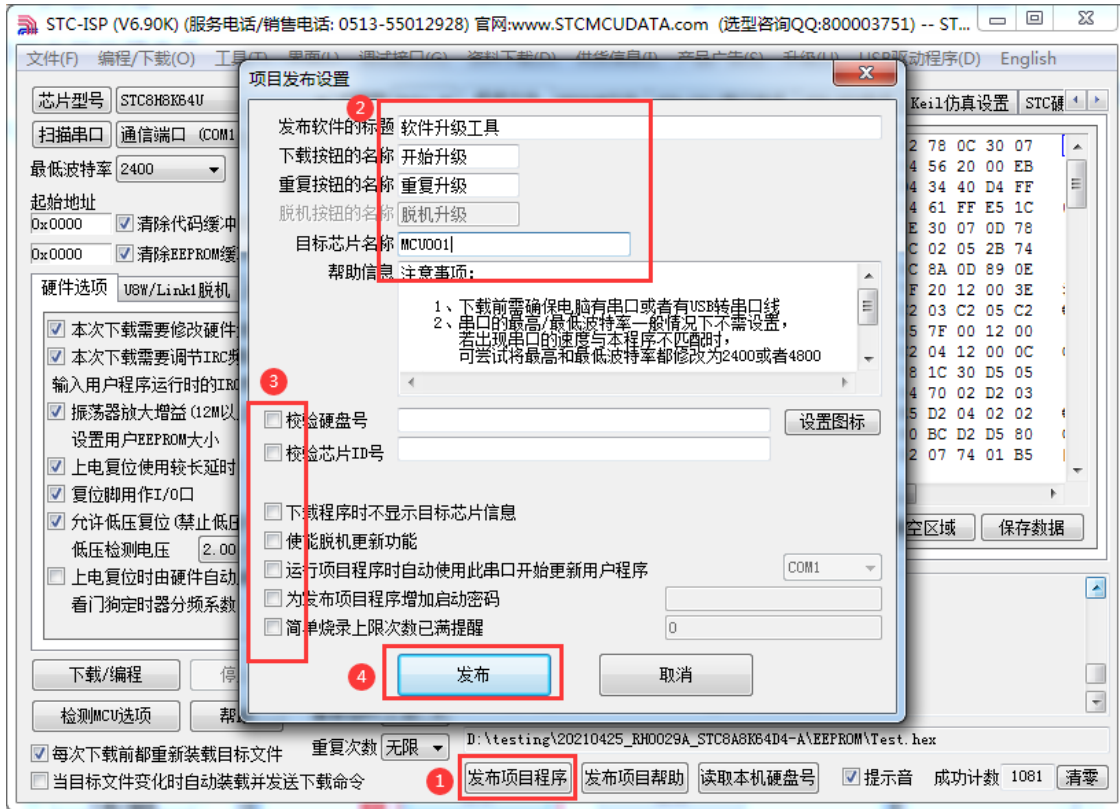 STC-ISP (V6.90K) (服务电话/销售电话: 0513-55012928) 官网:www.STCMCUDATA.com (选型咨询QQ:800003751) -- ST...
文件(F) 编程/下载(O) English
项目发布设置
芯片型号 STC8H8K64U
Keil仿真设置
扫描串口 通信端口 (COM1
最低波特率 2400
起始地址
0x0000 清除代码缓冲
0x0000 清除EEPROM缓
硬件选项 U8W/Link1脱机
本次下载需要修改硬件
本次下载需要调节IRC频
输入用户程序运行时的IRC
振荡器放大增益(12M以
设置用户EEPROM大小
上电复位使用较长延时
复位脚用作I/O口
允许低压复位(禁止低压
低压检测电压 2.00
上电复位时由硬件自动
看门狗定时器分频系数
下载/编程 停
检测MCU选项
每次下载前都重新装载目标文件
当目标文件变化时自动装载并发送下载命令
2
发布软件的标题 软件升级工具
下载按钮的名称 开始升级
重复按钮的名称 重复升级
脱机按钮的名称 脱机升级
目标芯片名称 MCU001
帮助信息 注意事项:
1、下载前需确保电脑有串口或者有USB转串口线
2、串口的最高/最低波特率一般情况下不需设置,
若出现串口的速度与本程序不匹配时,
可尝试将最高和最低波特率都修改为2400或者4800
3
校验硬盘号 设置图标
校验芯片ID号
下载程序时不显示目标芯片信息
使能脱机更新功能
运行项目程序时自动使用此串口开始更新用户程序 COM1
为发布项目程序增加启动密码
简单烧录上限次数已满提醒 0
4 发布 取消
2 78 0C 30 07
4 56 20 00 EB
4 34 40 D4 FF
4 61 FF E5 1C
E 30 07 0D 78
C 02 05 2B 74
C 8A 0D 89 0E
F 20 12 00 3E
2 03 C2 05 C2
5 7F 00 12 00
2 04 12 00 0C
8 1C 30 D5 05
4 70 02 D2 03
5 D2 04 02 02
0 BC D2 D5 80
2 07 74 01 B5
空区域 保存数据
重复次数 无限
D:\testing\20210425_RH0029A_STC8A8K64D4-A\EEPROM\Test.hex
1 发布项目程序 发布项目帮助 读取本机硬盘号 提示音 成功计数 1081 清零